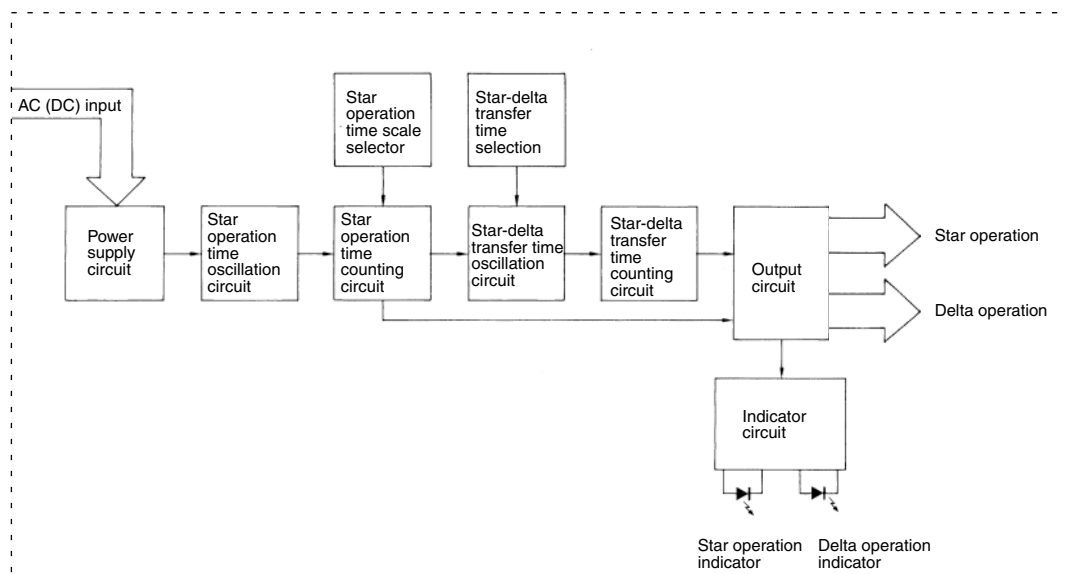 AC (DC) input
Star
operation
time scale
selector
Star-delta
transfer
time
selection
Power
supply
circuit
Star
operation
time
oscillation
circuit
Star
operation
time
counting
circuit
Star-delta
transfer time
oscillation
circuit
Star-delta
transfer
time
counting
circuit
Output
circuit
Star operation
Delta operation
Indicator
circuit
Star operation
indicator
Delta operation
indicator